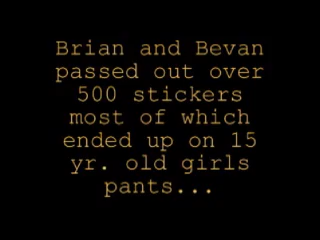 Brian and Bevan
passed out over
500 stickers
most of which
ended up on 15
yr. old girls
pants...